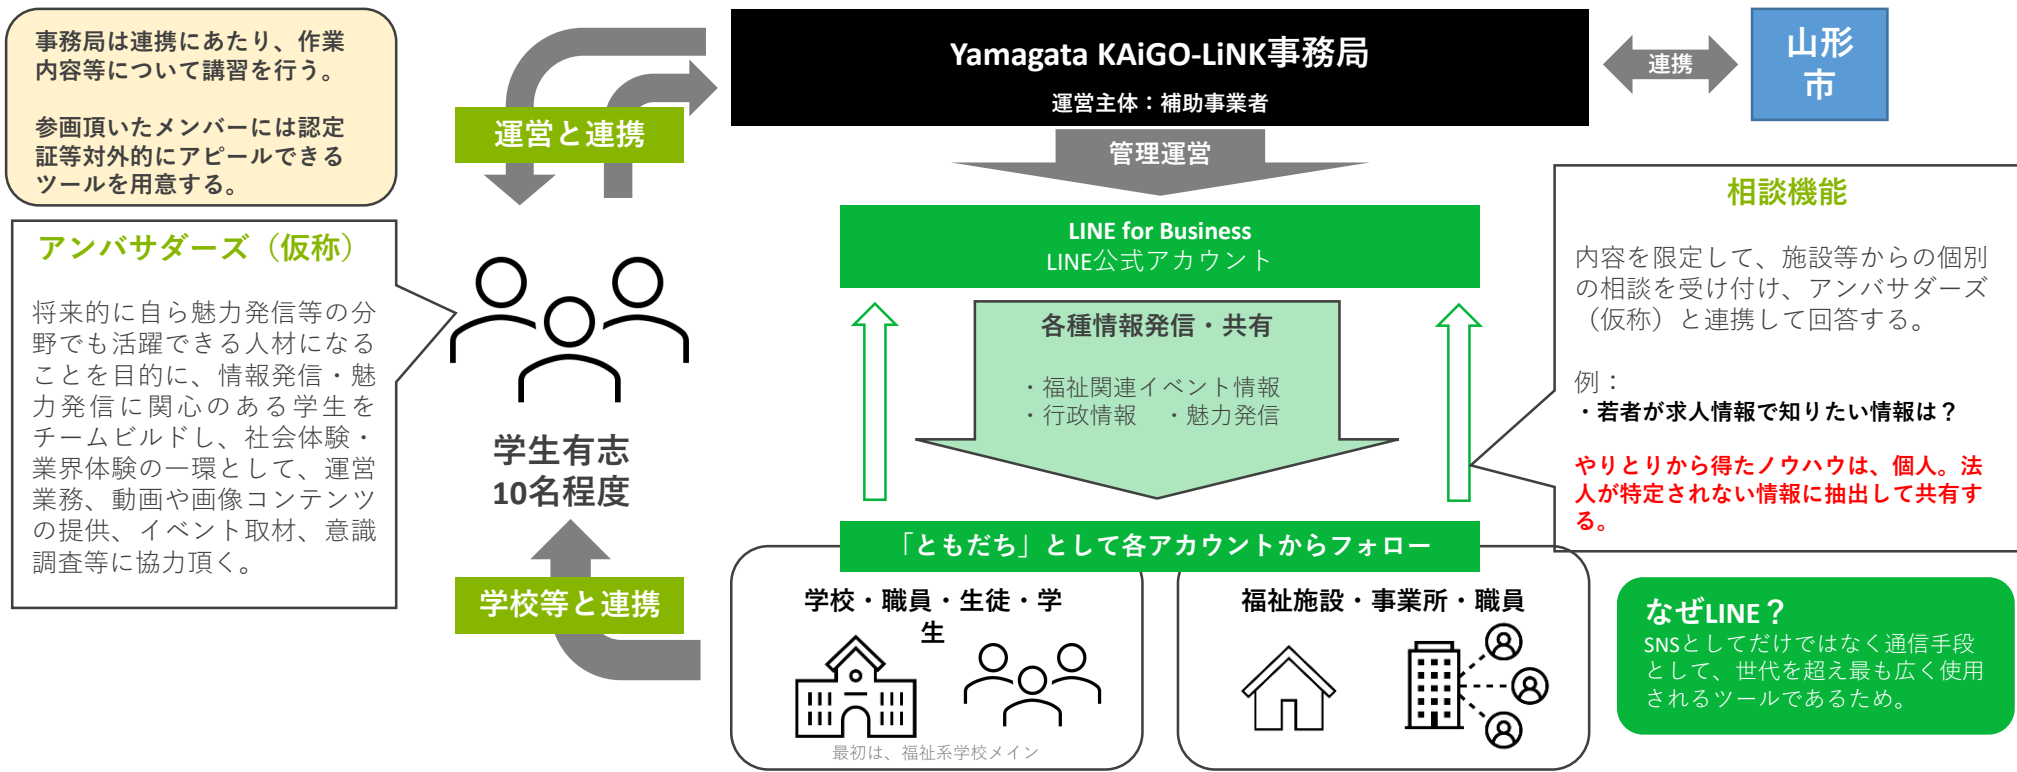 事務局は連携にあたり、作業
内容等について講習を行う。
参画頂いたメンバーには認定
証等対外的にアピールできる
ツールを用意する。
運営と連携
Yamagata KAiGO-LiNK事務局
運営主体：補助事業者
連携
山形
市
管理運営
アンバサダーズ（仮称）
将来的に自ら魅力発信等の分
野でも活躍できる人材になる
ことを目的に、情報発信・魅
力発信に関心のある学生を
チームビルドし、社会体験・
業界体験の一環として、運営
業務、動画や画像コンテンツ
の提供、イベント取材、意識
調査等に協力頂く。
学生有志
10名程度
学校等と連携
LINE for Business
LINE公式アカウント
各種情報発信・共有
・福祉関連イベント情報
・行政情報　・魅力発信
「ともだち」として各アカウントからフォロー
学校・職員・生徒・学
生
最初は、福祉系学校メイン
福祉施設・事業所・職員
相談機能
内容を限定して、施設等からの個別
の相談を受け付け、アンバサダーズ
（仮称）と連携して回答する。
例：
・若者が求人情報で知りたい情報は？
やりとりから得たノウハウは、個人。法
人が特定されない情報に抽出して共有す
る。
なぜLINE？
SNSとしてだけではなく通信手段
として、世代を超え最も広く使用
されるツールであるため。